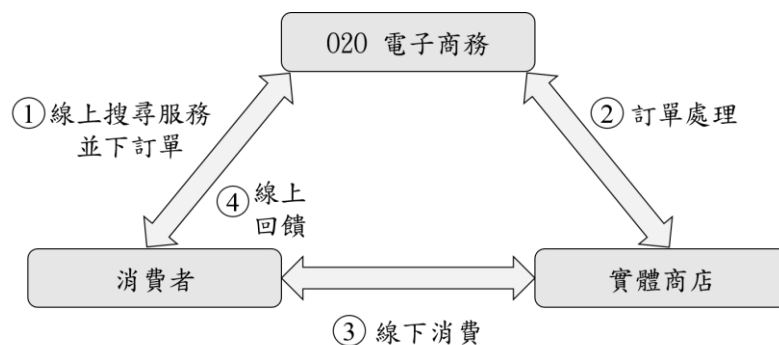 O2O 電子商務
①線上搜尋服務
並下訂單
② 訂單處理
④ 線上
回饋
消費者
實體商店
③ 線下消費